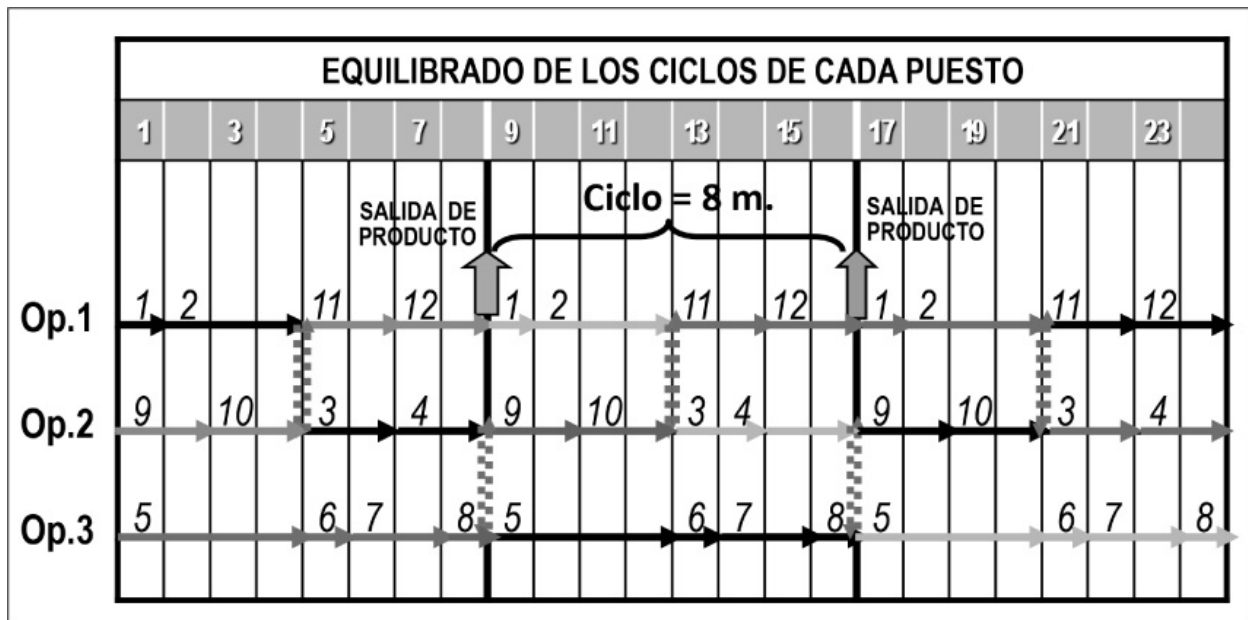 EQUILIBRADO DE LOS CICLOS DE CADA PUESTO
1 3 5 7 9 11 13 15 17 19 21 23
Ciclo = 8 m.
SALIDA DE
PRODUCTO
SALIDA DE
PRODUCTO
Op.1 1 2 11 12 1 2 11 12 1 2 11 12
Op.2 9 10 3 4 9 10 3 4 9 10 3 4
Op.3 5 6 7 8 5 6 7 8 5 6 7 8